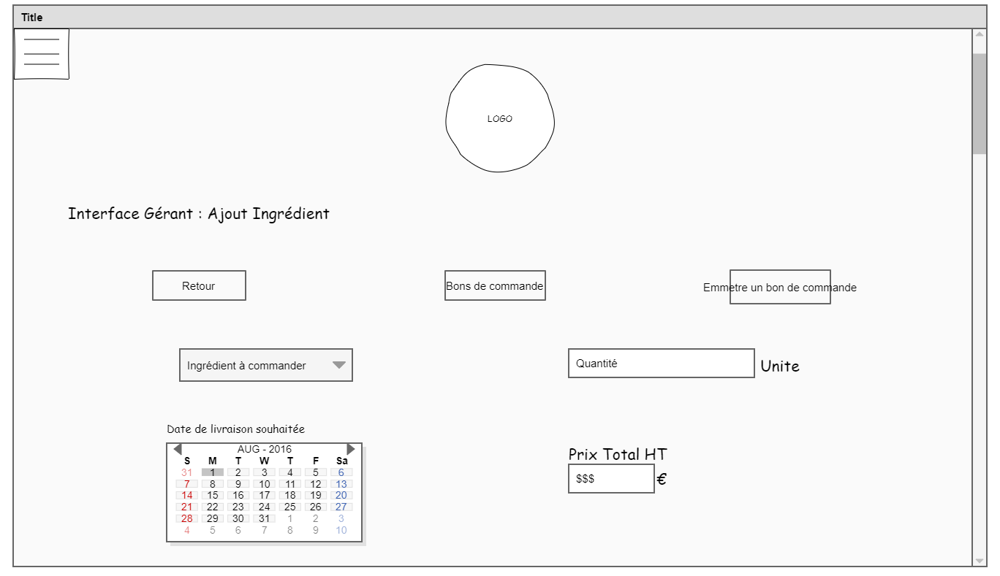 Title
LOGO
Interface Gérant : Ajout Ingrédient
Retour
Bons de commande
Emmetre un bon de commande
Ingrédient à commander
Quantité
Unite
Date de livraison souhaitée
AUG - 2016
S M T W T F Sa
31 1 2 3 4 5 6
7 8 9 10 11 12 13
14 15 16 17 18 19 20
21 22 23 24 25 26 27
28 29 30 31 1 2 3
4 5 6 7 8 9 10
Prix Total HT
$$$ €